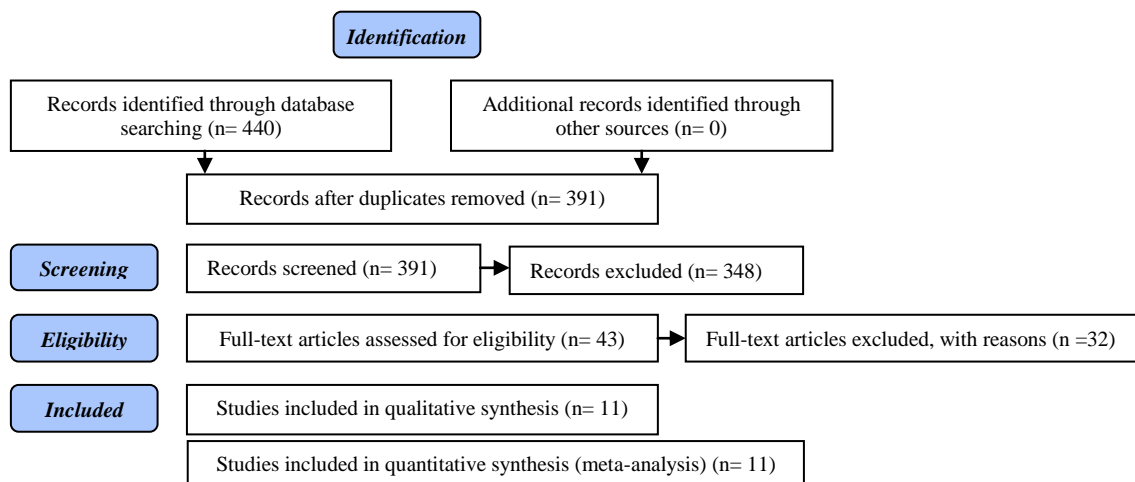 Identification
Records identified through database
searching (n= 440)
Additional records identified through
other sources (n= 0)
Records after duplicates removed (n= 391)
Screening
Records screened (n= 391)
Records excluded (n= 348)
Eligibility
Full-text articles assessed for eligibility (n= 43)
Full-text articles excluded, with reasons (n =32)
Included
Studies included in qualitative synthesis (n= 11)
Studies included in quantitative synthesis (meta-analysis) (n= 11)